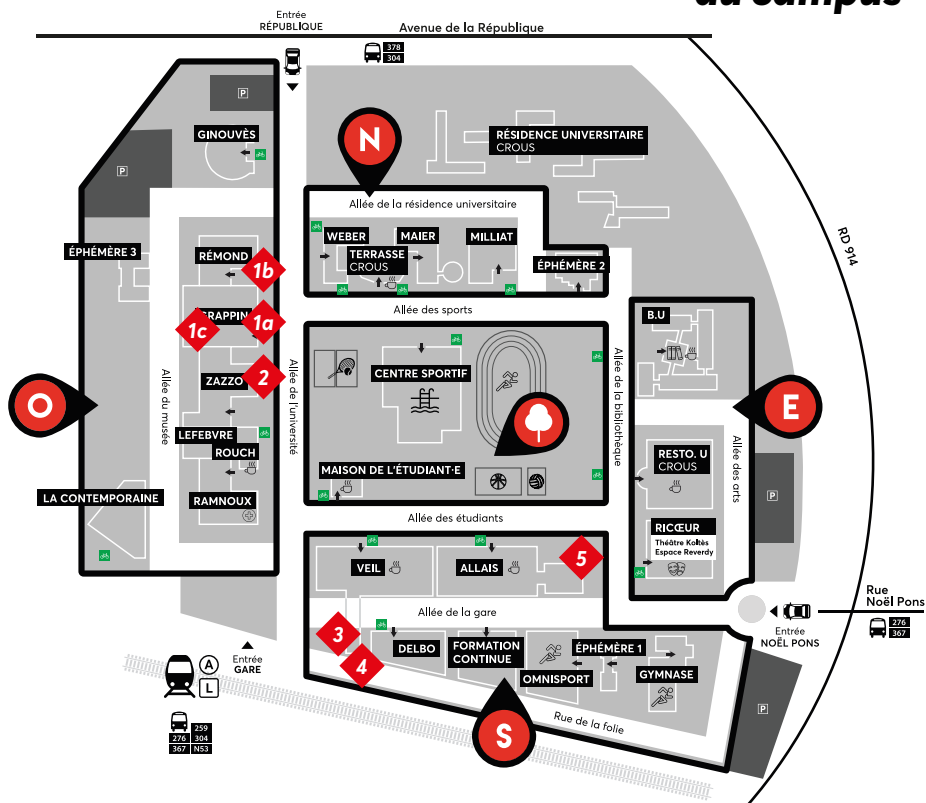 du campus
Entrée
RÉPUBLIQUE
Avenue de la République
378
304
P
GINOUVÈS
P
N
RÉSIDENCE UNIVERSITAIRE
CROUS
Allée de la résidence universitaire
WEBER
MAIER
MILLIAT
TERRASSE
CROUS
ÉPHÉMÈRE 2
ÉPHÉMÈRE 3
RÉMOND
1b
RD 914
GRAPPIN
1a
1c
Allée des sports
B.U
ZAZZO
2
CENTRE SPORTIF
Allée du musée
Allée de l'université
Allée de la bibliothèque
O
E
LEFEBVRE
ROUCH
MAISON DE L'ÉTUDIANT·E
RESTO. U
CROUS
Allée des arts
LA CONTEMPORAINE
RAMNOUX
P
Allée des étudiants
RICŒUR
Théâtre Koltès
Espace Reverdy
VEIL
ALLAIS
5
Allée de la gare
Rue
Noël Pons
276
367
Entrée
NOËL PONS
3
4
DELBO
FORMATION
CONTINUE
ÉPHÉMÈRE 1
OMNISPORT
GYMNASE
Entrée
GARE
A
L
P
S
Rue de la folie
259
276 304
367 N53